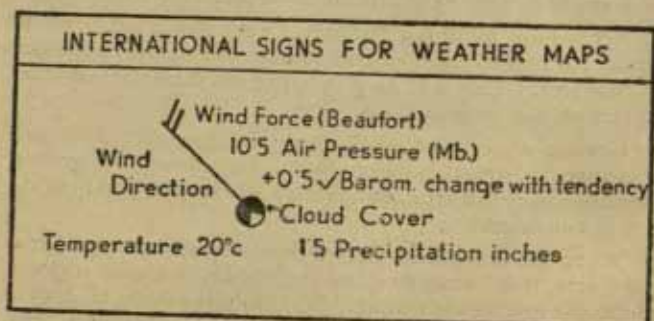 INTERNATIONAL SIGNS FOR WEATHER MAPS
Wind Force (Beaufort)
10·5 Air Pressure (Mb.)
Wind
Direction
+0·5 ✓ Barom. change with tendency
Cloud Cover
Temperature 20°c
1·5 Precipitation inches